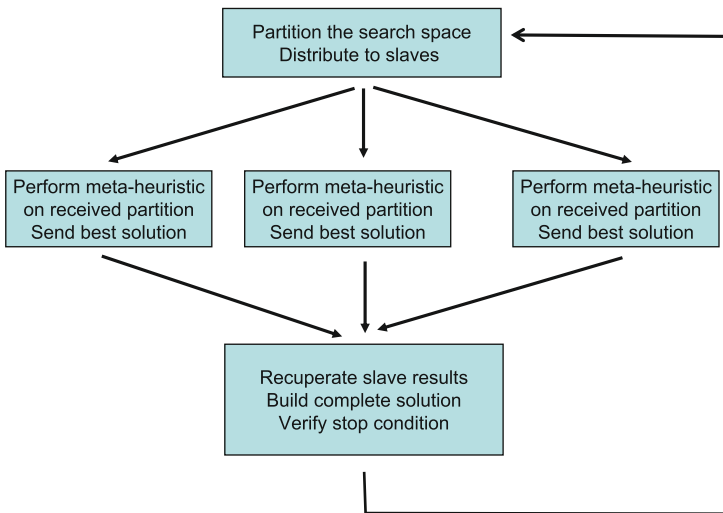 Partition the search space
Distribute to slaves
Perform meta-heuristic
on received partition
Send best solution
Perform meta-heuristic
on received partition
Send best solution
Perform meta-heuristic
on received partition
Send best solution
Recuperate slave results
Build complete solution
Verify stop condition